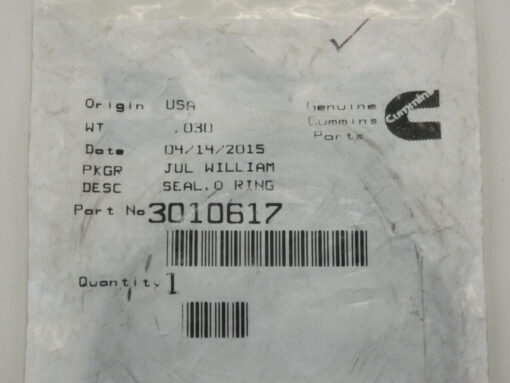 Origin USA
WT .030
Date 04/14/2015
PKGR JUL WILLIAM
DESC SEAL,O RING
Part No 3010617
Quantity 1
Genuine
Cummins
Parts
Cummins